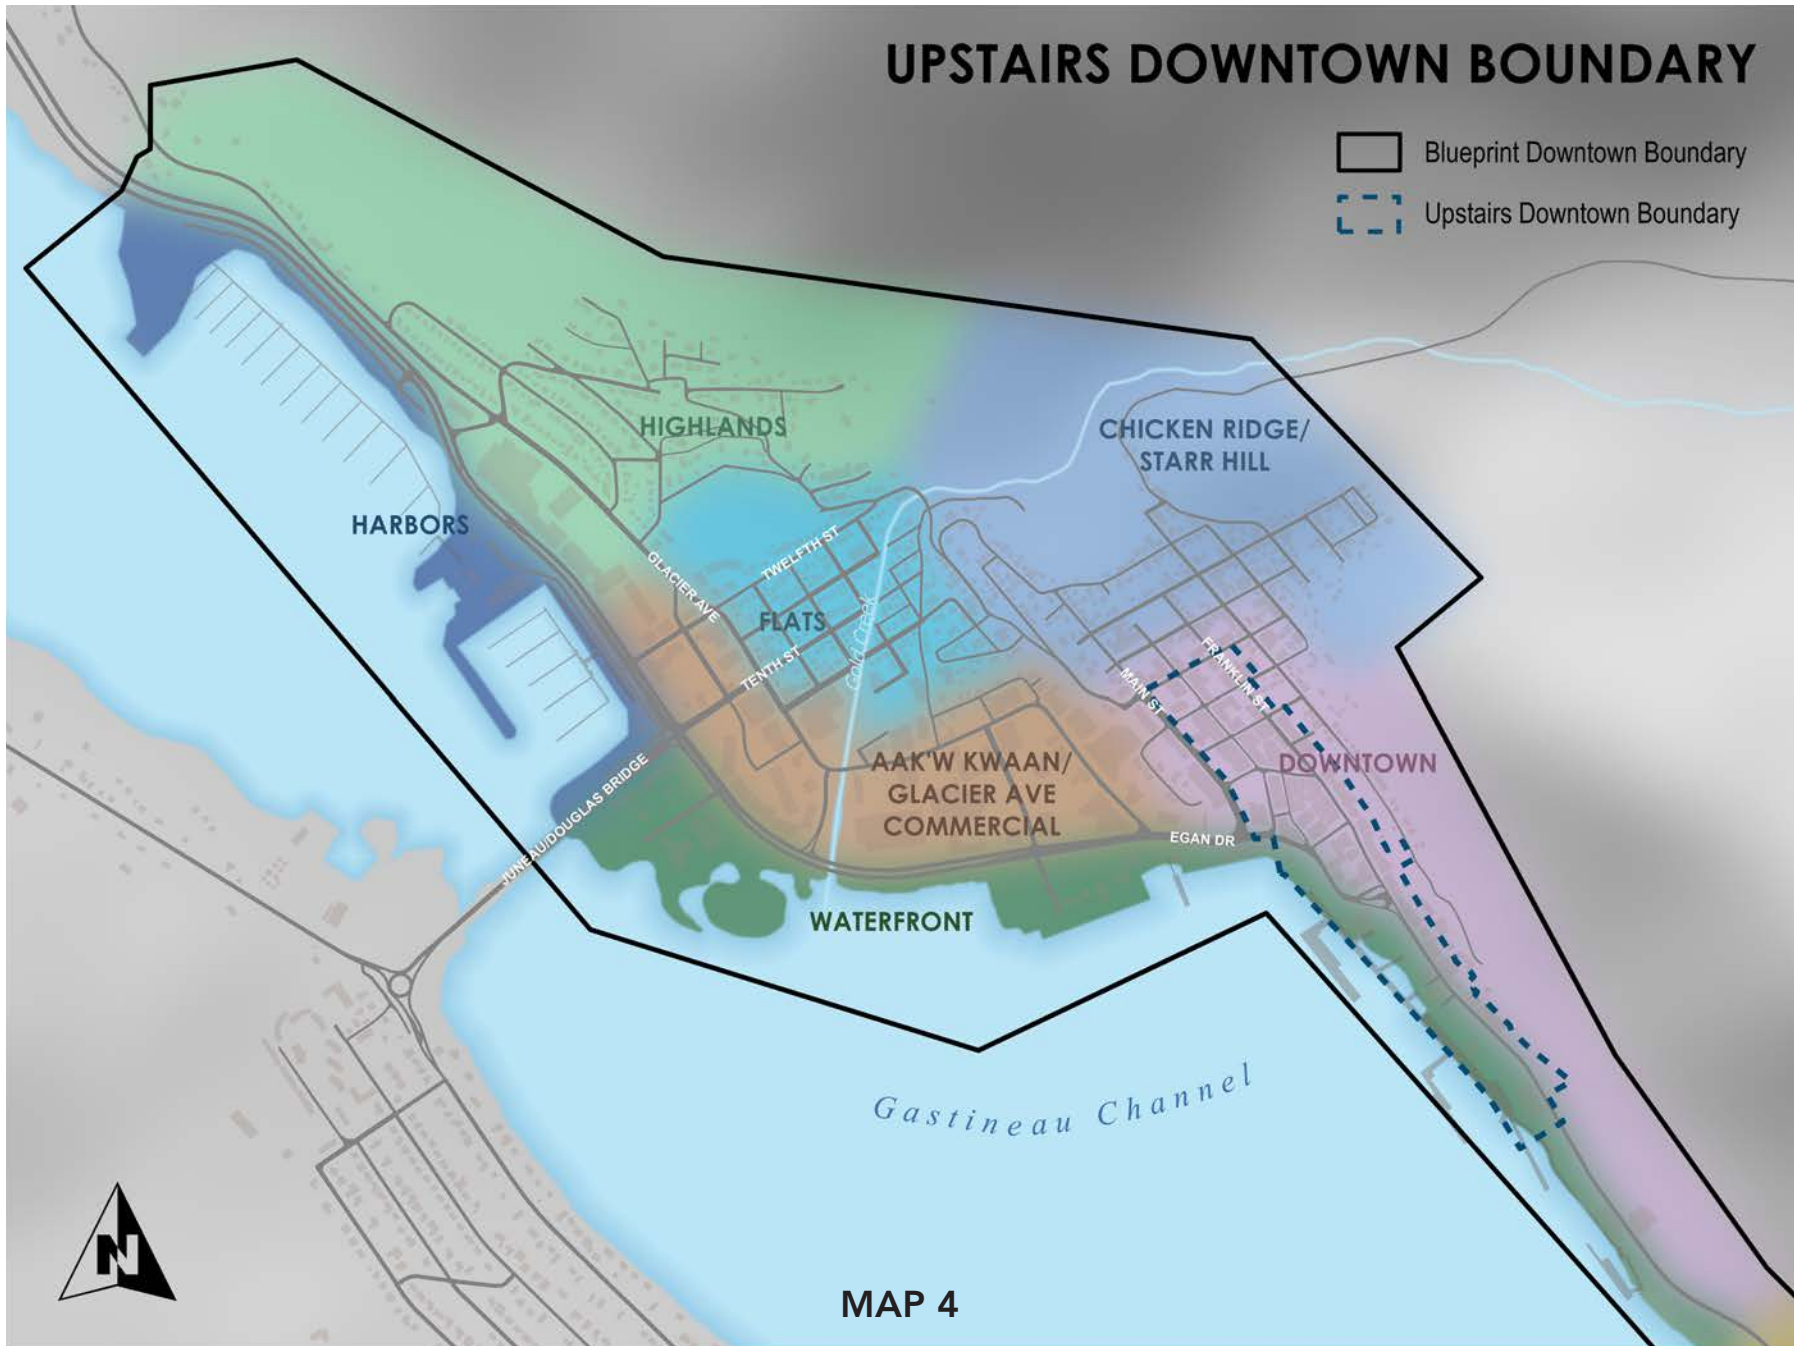 UPSTAIRS DOWNTOWN BOUNDARY
Blueprint Downtown Boundary
Upstairs Downtown Boundary
HIGHLANDS
CHICKEN RIDGE/
STARR HILL
HARBORS
TWELFTH ST
GLACIER AVE
FLATS
Gold Creek
TENTH ST
FRANKLIN ST
MAIN ST
DOWNTOWN
AAK'W KWAAN/
GLACIER AVE
COMMERCIAL
JUNEAU/DOUGLAS BRIDGE
EGAN DR
WATERFRONT
Gastineau Channel
N
MAP 4